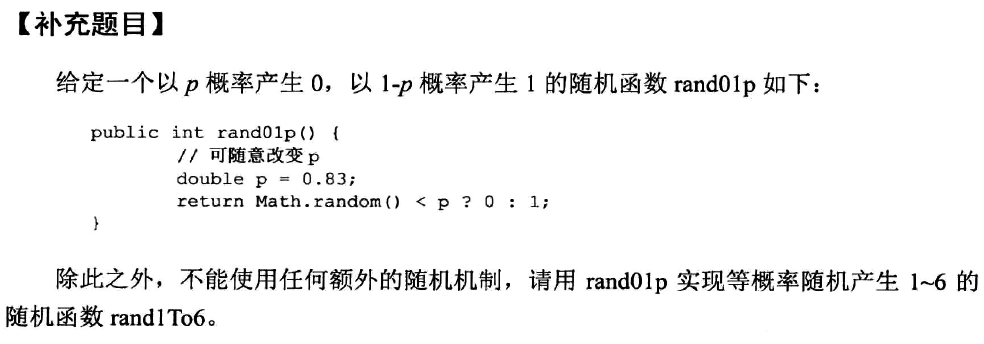 【补充题目】
给定一个以 p 概率产生 0，以 1-p 概率产生 1 的随机函数 rand01p 如下：
public int rand01p() {
// 可随意改变 p
double p = 0.83;
return Math.random() < p ? 0 : 1;
}
除此之外，不能使用任何额外的随机机制，请用 rand01p 实现等概率随机产生 1~6 的
随机函数 rand1To6。